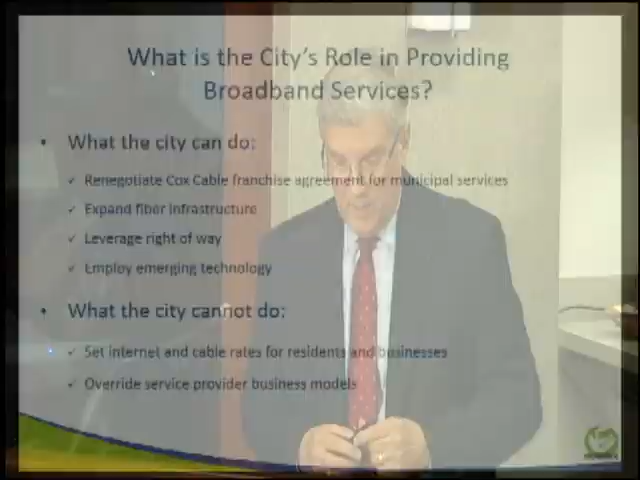 What is the City's Role in Providing
Broadband Services?
• What the city can do:
✓ Renegotiate Cox Cable franchise agreement for municipal services
✓ Expand fiber infrastructure
✓ Leverage right of way
✓ Employ emerging technology
• What the city cannot do:
✓ Set internet and cable rates for residents and businesses
✓ Override service provider business models